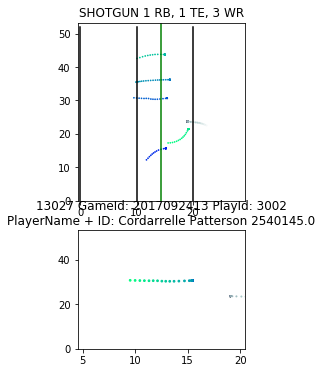 SHOTGUN 1 RB, 1 TE, 3 WR
50
40
30
20
10
0
0 10 20
13027 GameId: 2017092413 PlayId: 3002
PlayerName + ID: Cordarrelle Patterson 2540145.0
40
20
0
5 10 15 20